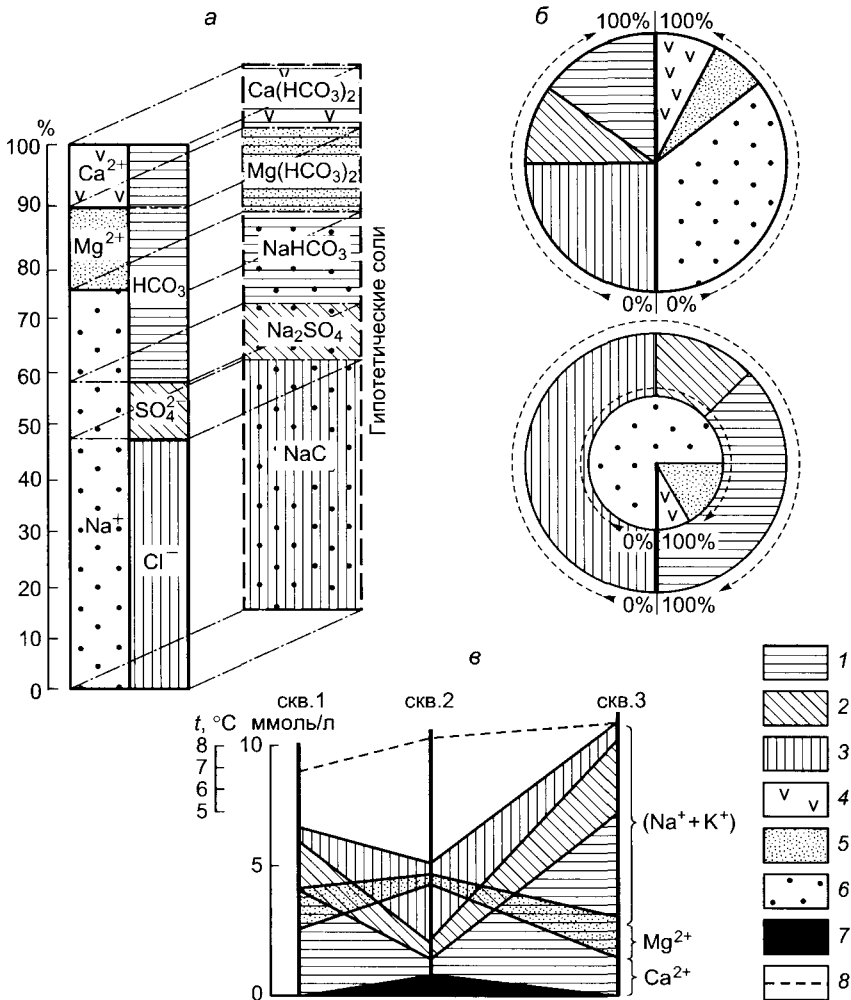 а
%
100
90
80
70
60
50
40
30
20
10
0
Ca²⁺
Mg²⁺
Na⁺
HCO₃
SO₄²⁻
Cl⁻
Ca(HCO₃)₂
Mg(HCO₃)₂
NaHCO₃
Na₂SO₄
NaC
Гипотетические соли
б
100% 100%
0% 0%
0% 100%
0% 100%
в
скв.1 скв.2 скв.3
t, °C ммоль/л
8
7
6
5
10
5
0
(Na⁺+K⁺)
Mg²⁺
Ca²⁺
1
2
3
4
5
6
7
8